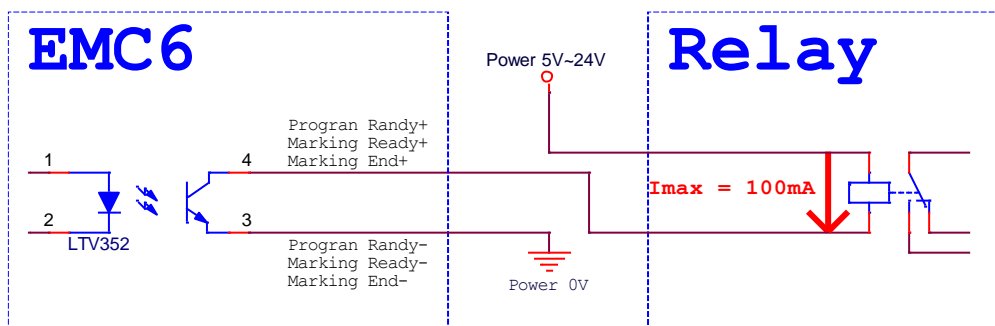 EMC6
Power 5V~24V
Relay
Progran Randy+
Marking Ready+
Marking End+
1
4
Imax = 100mA
2
3
LTV352
Progran Randy-
Marking Ready-
Marking End-
Power 0V